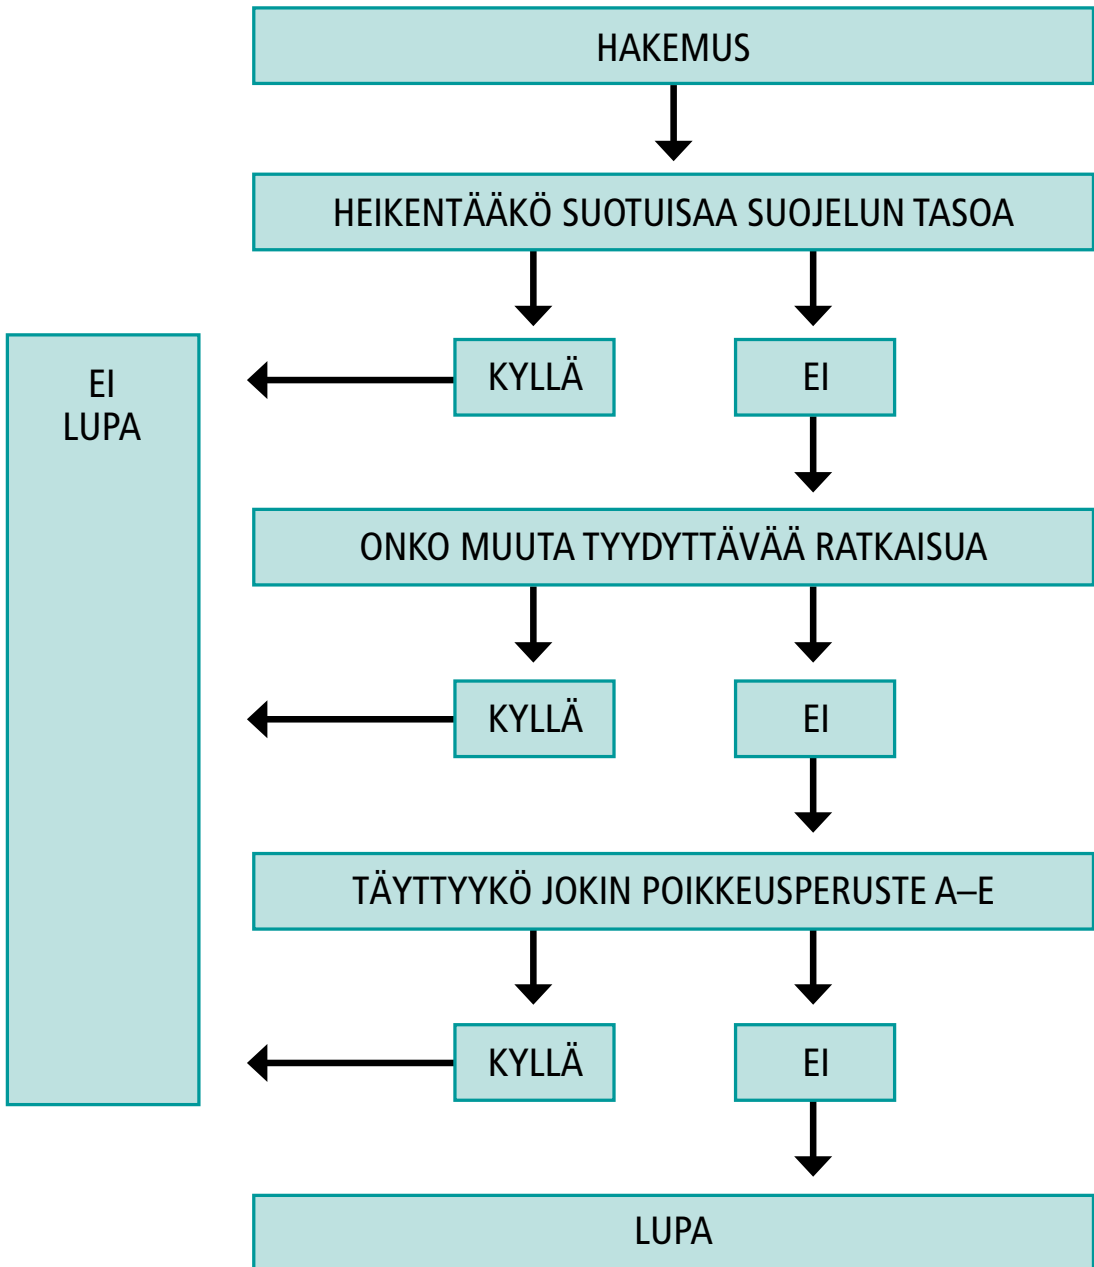 HAKEMUS
HEIKENTÄÄKÖ SUOTUISAA SUOJELUN TASOA
EI
LUPA
KYLLÄ
EI
ONKO MUUTA TYYDYTTÄVÄÄ RATKAISUA
KYLLÄ
EI
TÄYTTYYKÖ JOKIN POIKKEUSPERUSTE A–E
KYLLÄ
EI
LUPA